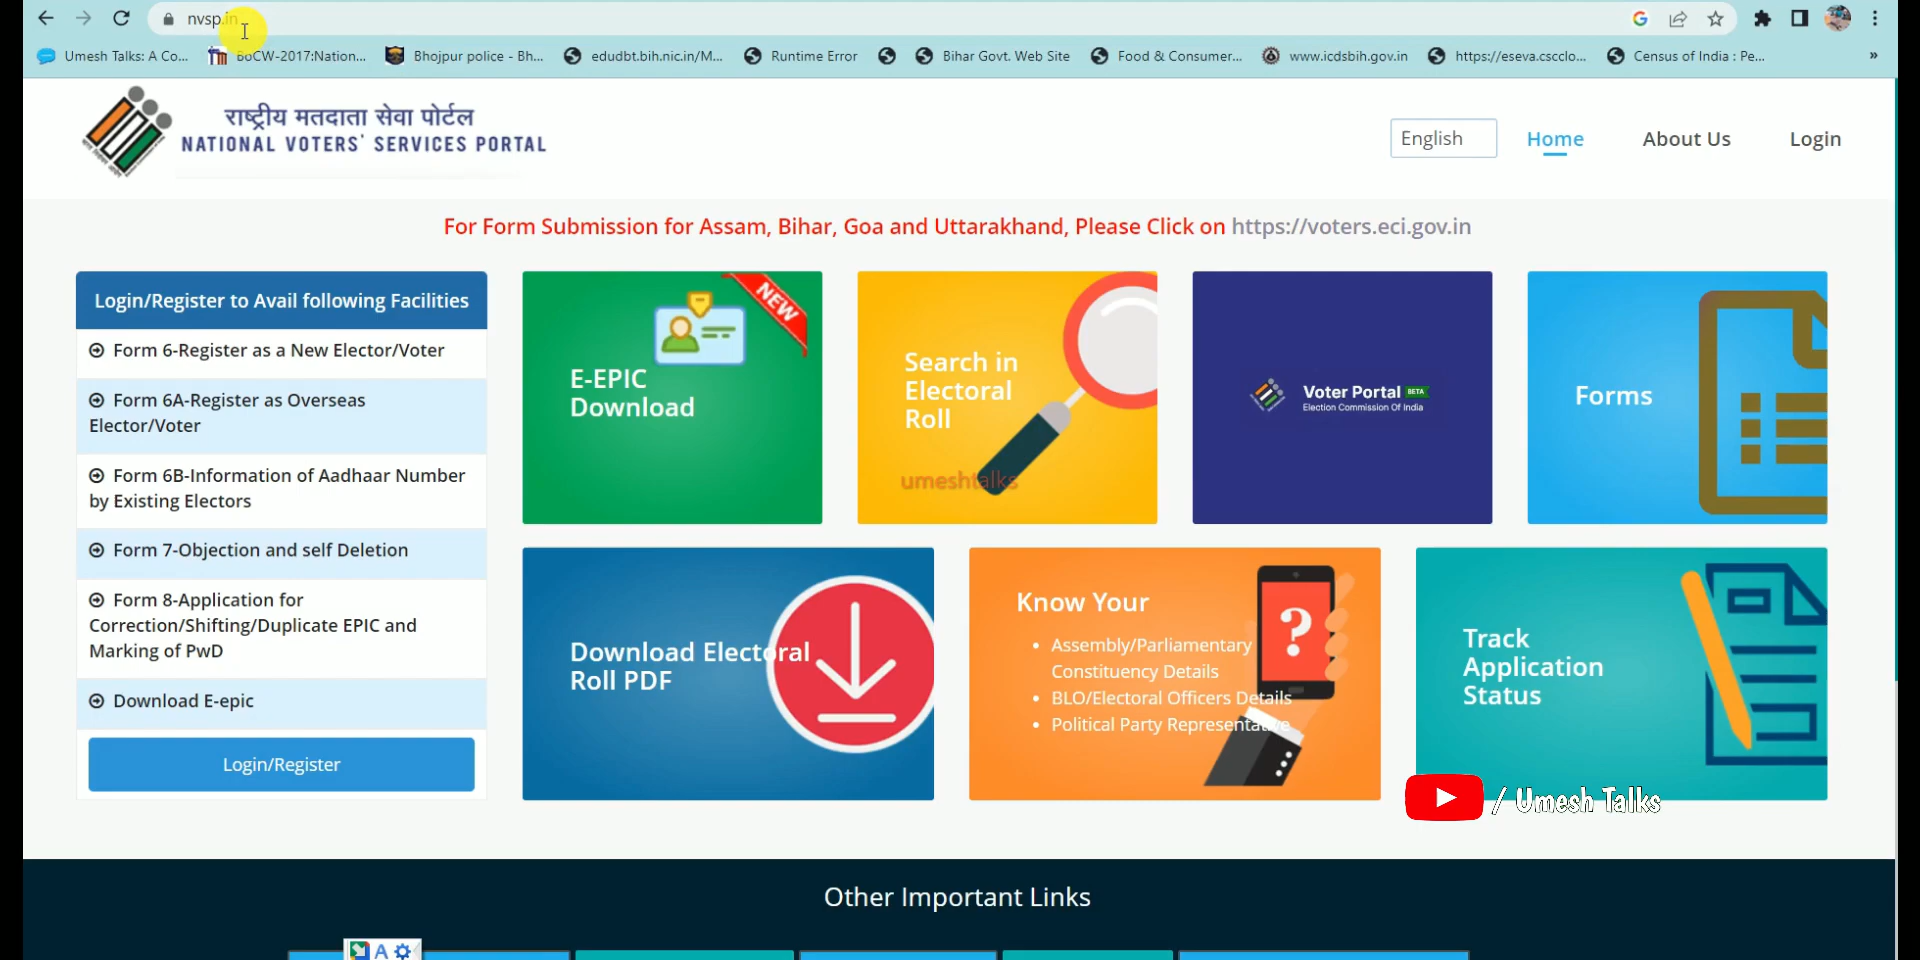 nvsp.in
Umesh Talks: A Co...
BoCW-2017:Nation...
Bhojpur police - Bh...
edudbt.bih.nic.in/M...
Runtime Error
Bihar Govt. Web Site
Food & Consumer...
www.icdsbih.gov.in
https://eseva.cscclo...
Census of India : Pe...
»
राष्ट्रीय मतदाता सेवा पोर्टल
NATIONAL VOTERS' SERVICES PORTAL
English
Home
About Us
Login
For Form Submission for Assam, Bihar, Goa and Uttarakhand, Please Click on https://voters.eci.gov.in
Login/Register to Avail following Facilities
Form 6-Register as a New Elector/Voter
Form 6A-Register as Overseas
Elector/Voter
Form 6B-Information of Aadhaar Number
by Existing Electors
Form 7-Objection and self Deletion
Form 8-Application for
Correction/Shifting/Duplicate EPIC and
Marking of PwD
Download E-epic
Login/Register
NEW
E-EPIC
Download
Search in
Electoral
Roll
umeshtalks
Voter Portal BETA
Election Commission Of India
Forms
Download Electoral
Roll PDF
Know Your
• Assembly/Parliamentary
Constituency Details
• BLO/Electoral Officers Details
• Political Party Representative
?
Track
Application
Status
/ Umesh Talks
Other Important Links
A